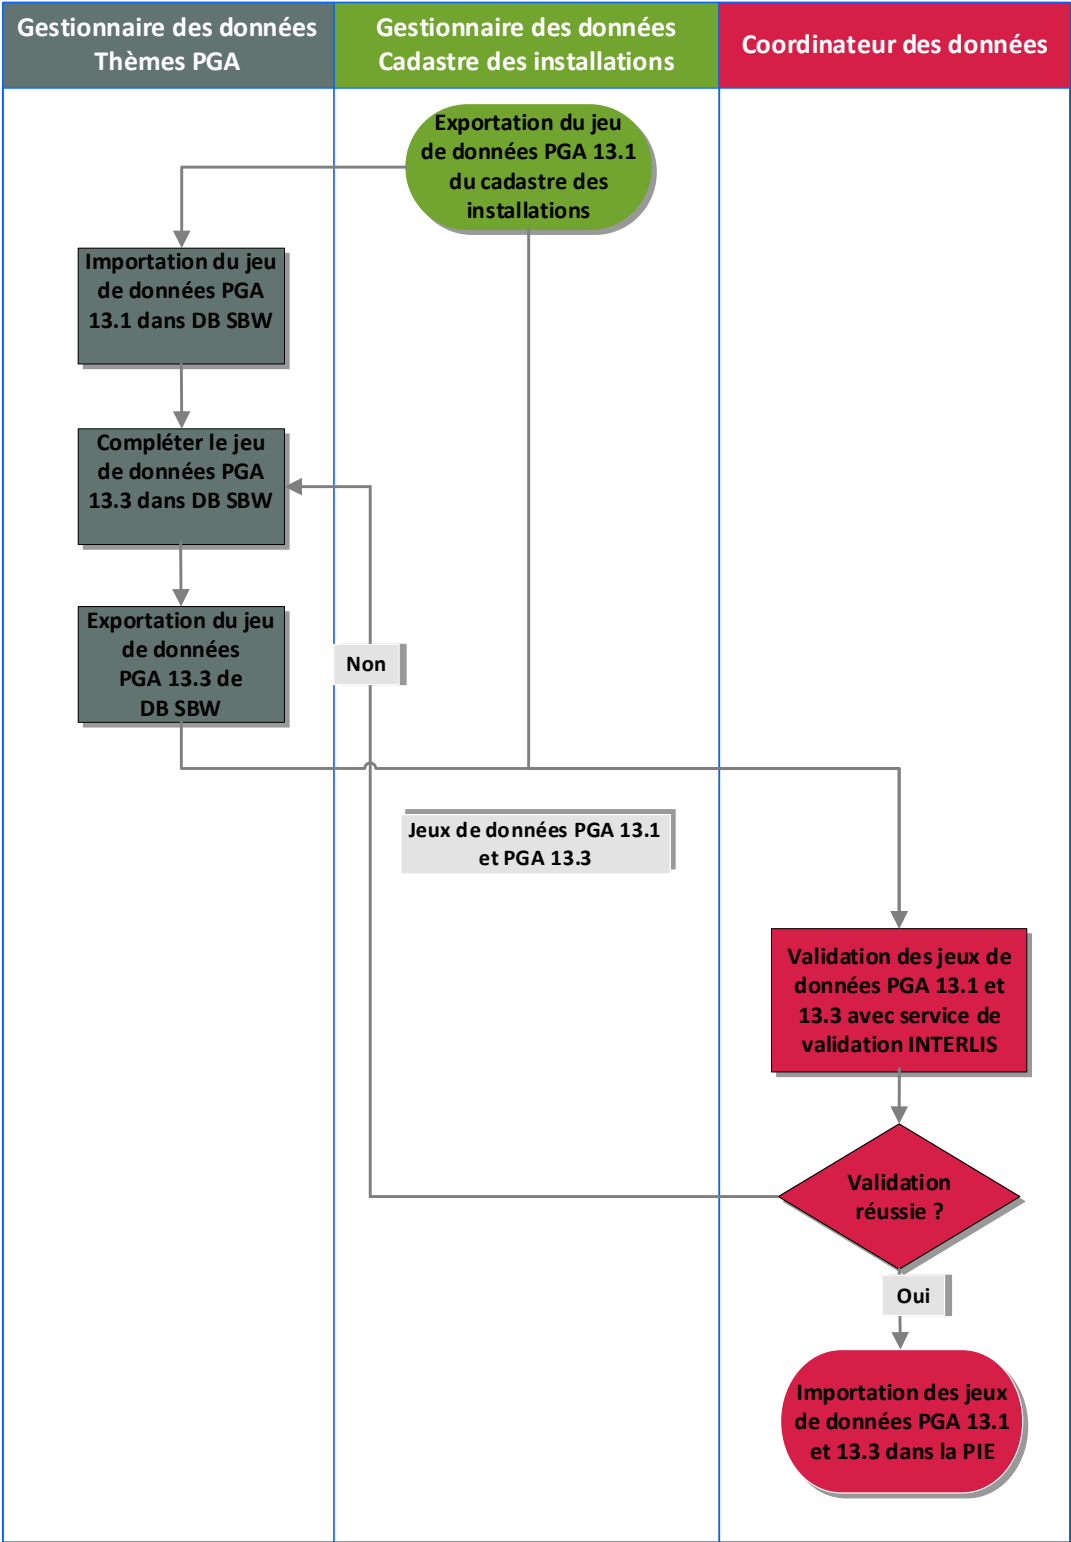 Gestionnaire des données
Thèmes PGA
Gestionnaire des données
Cadastre des installations
Coordinateur des données
Exportation du jeu
de données PGA 13.1
du cadastre des
installations
Importation du jeu
de données PGA
13.1 dans DB SBW
Compléter le jeu
de données PGA
13.3 dans DB SBW
Exportation du jeu
de données
PGA 13.3 de
DB SBW
Non
Jeux de données PGA 13.1
et PGA 13.3
Validation des jeux de
données PGA 13.1 et
13.3 avec service de
validation INTERLIS
Validation
réussie ?
Oui
Importation des jeux
de données PGA 13.1
et 13.3 dans la PIE